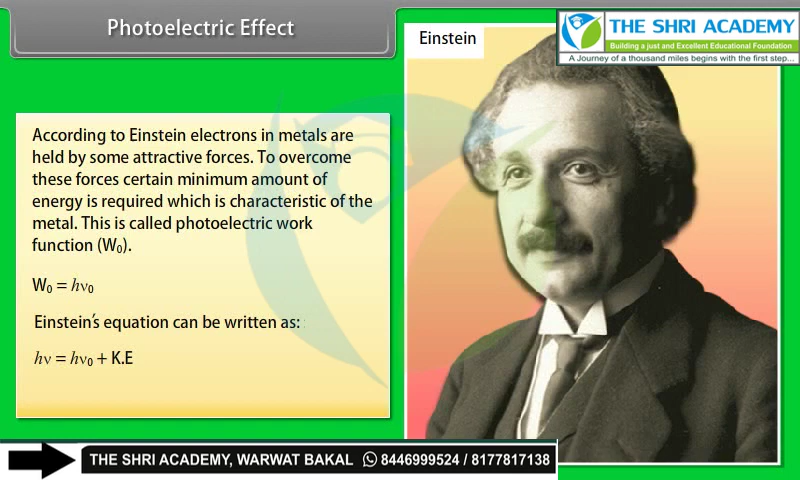 Photoelectric Effect
Einstein
THE SHRI ACADEMY
Building a just and Excellent Educational Foundation
A Journey of a thousand miles begins with the first step...
According to Einstein electrons in metals are
held by some attractive forces. To overcome
these forces certain minimum amount of
energy is required which is characteristic of the
metal. This is called photoelectric work
function (W₀).
W₀ = hν₀
Einstein's equation can be written as:
hν = hν₀ + K.E
THE SHRI ACADEMY, WARWAT BAKAL 8446999524 / 8177817138